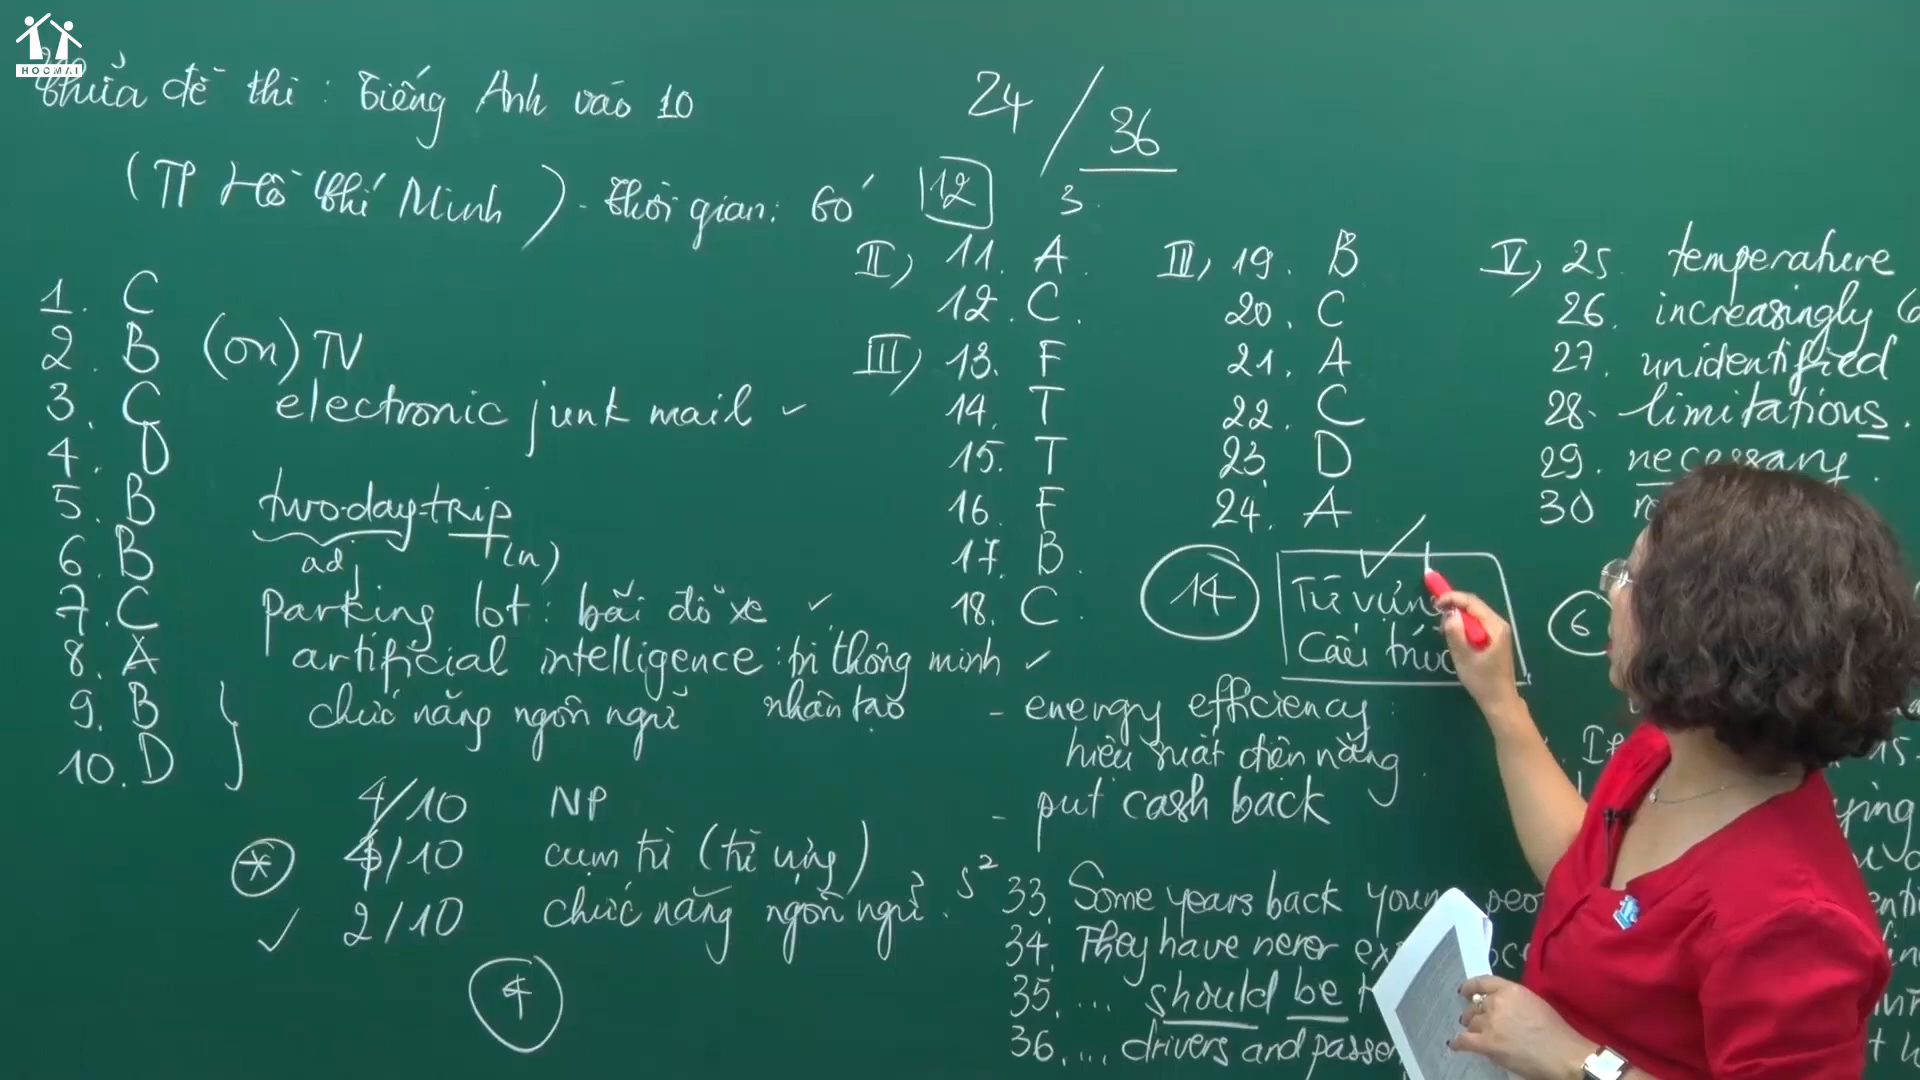 HOCMAI
Chữa đề thi : Tiếng Anh vào 10
(TP Hồ Chí Minh) - Thời gian: 60'
24 / 36
12
3
1. C
2. B (on) TV
3. C electronic junk mail ✓
4. D
5. B two-day-trip
adj (n)
6. B
7. C parking lot : bãi đỗ xe ✓
8. A artificial intelligence : trí thông minh nhân tạo ✓
9. B chức năng ngôn ngữ
10. D
4/10 NP
4/10 cụm từ (từ vựng)
✓ 2/10 chức năng ngôn ngữ.
4
II) 11. A.
12. C.
III) 13. F
14. T
15. T
16. F
17. B.
18. C.
III) 19. B
20. C
21. A
22. C
23. D
24. A
14
Từ vựng
Cấu trúc
V) 25. temperature
26. increasingly
27. unidentified
28. limitations.
29. necessary.
30
6
- energy efficiency :
hiệu suất điện năng
- put cash back
33. Some years back young
34. They have never
35. ... should be
36. ... drivers and